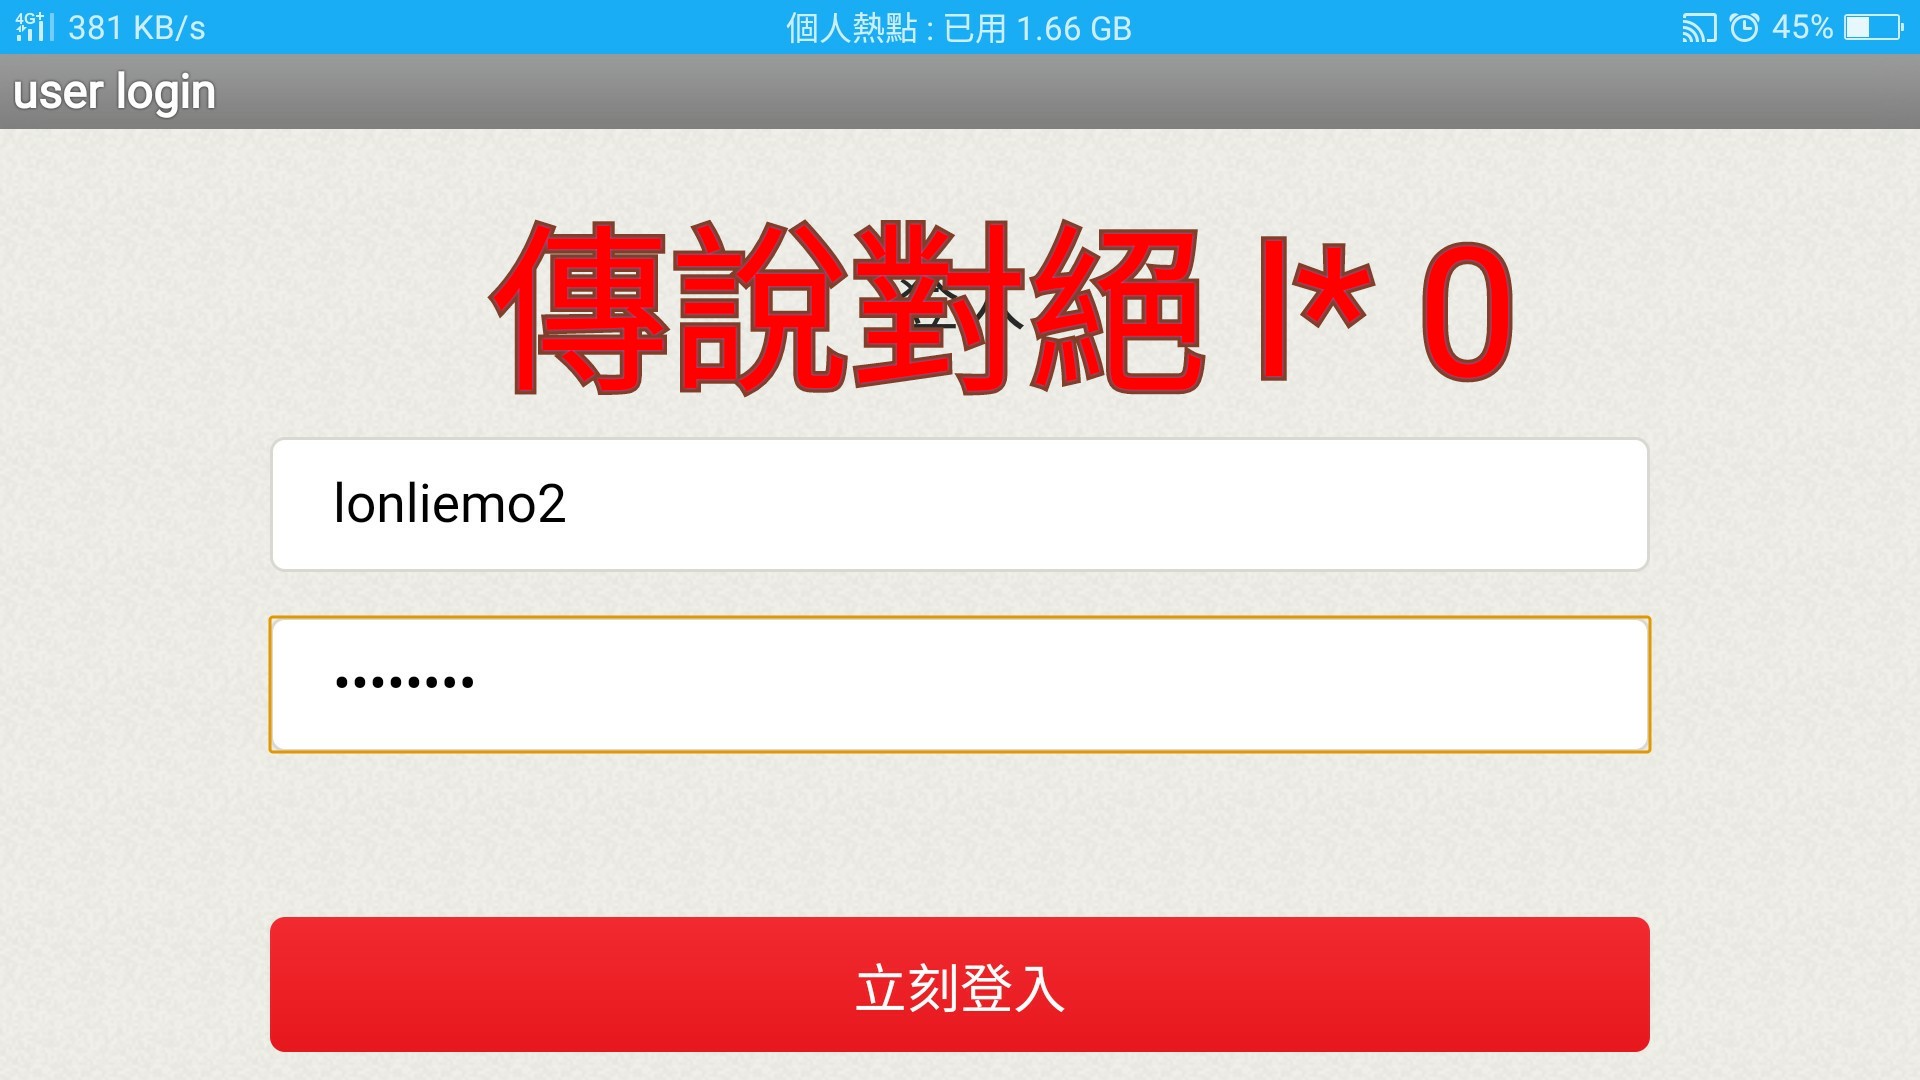 4G+ 381 KB/s 個人熱點 : 已用 1.66 GB 45%
user login
傳說對絕 I* 0
登入
lonliemo2
••••••••
立刻登入